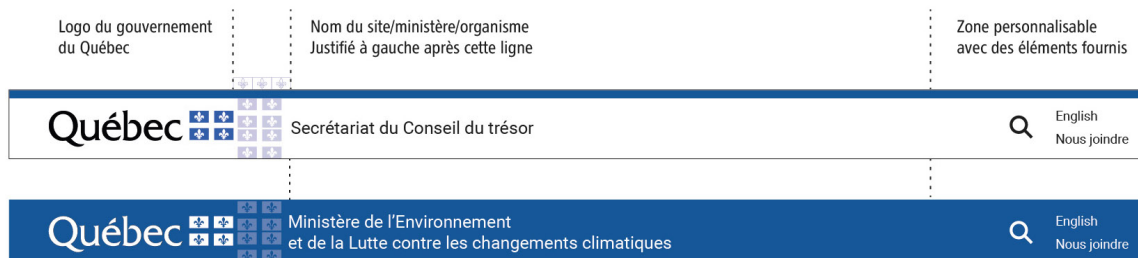 Logo du gouvernement
du Québec
Nom du site/ministère/organisme
Justifié à gauche après cette ligne
Zone personnalisable
avec des éléments fournis
Québec
Secrétariat du Conseil du trésor
English
Nous joindre
Québec
Ministère de l'Environnement
et de la Lutte contre les changements climatiques
English
Nous joindre